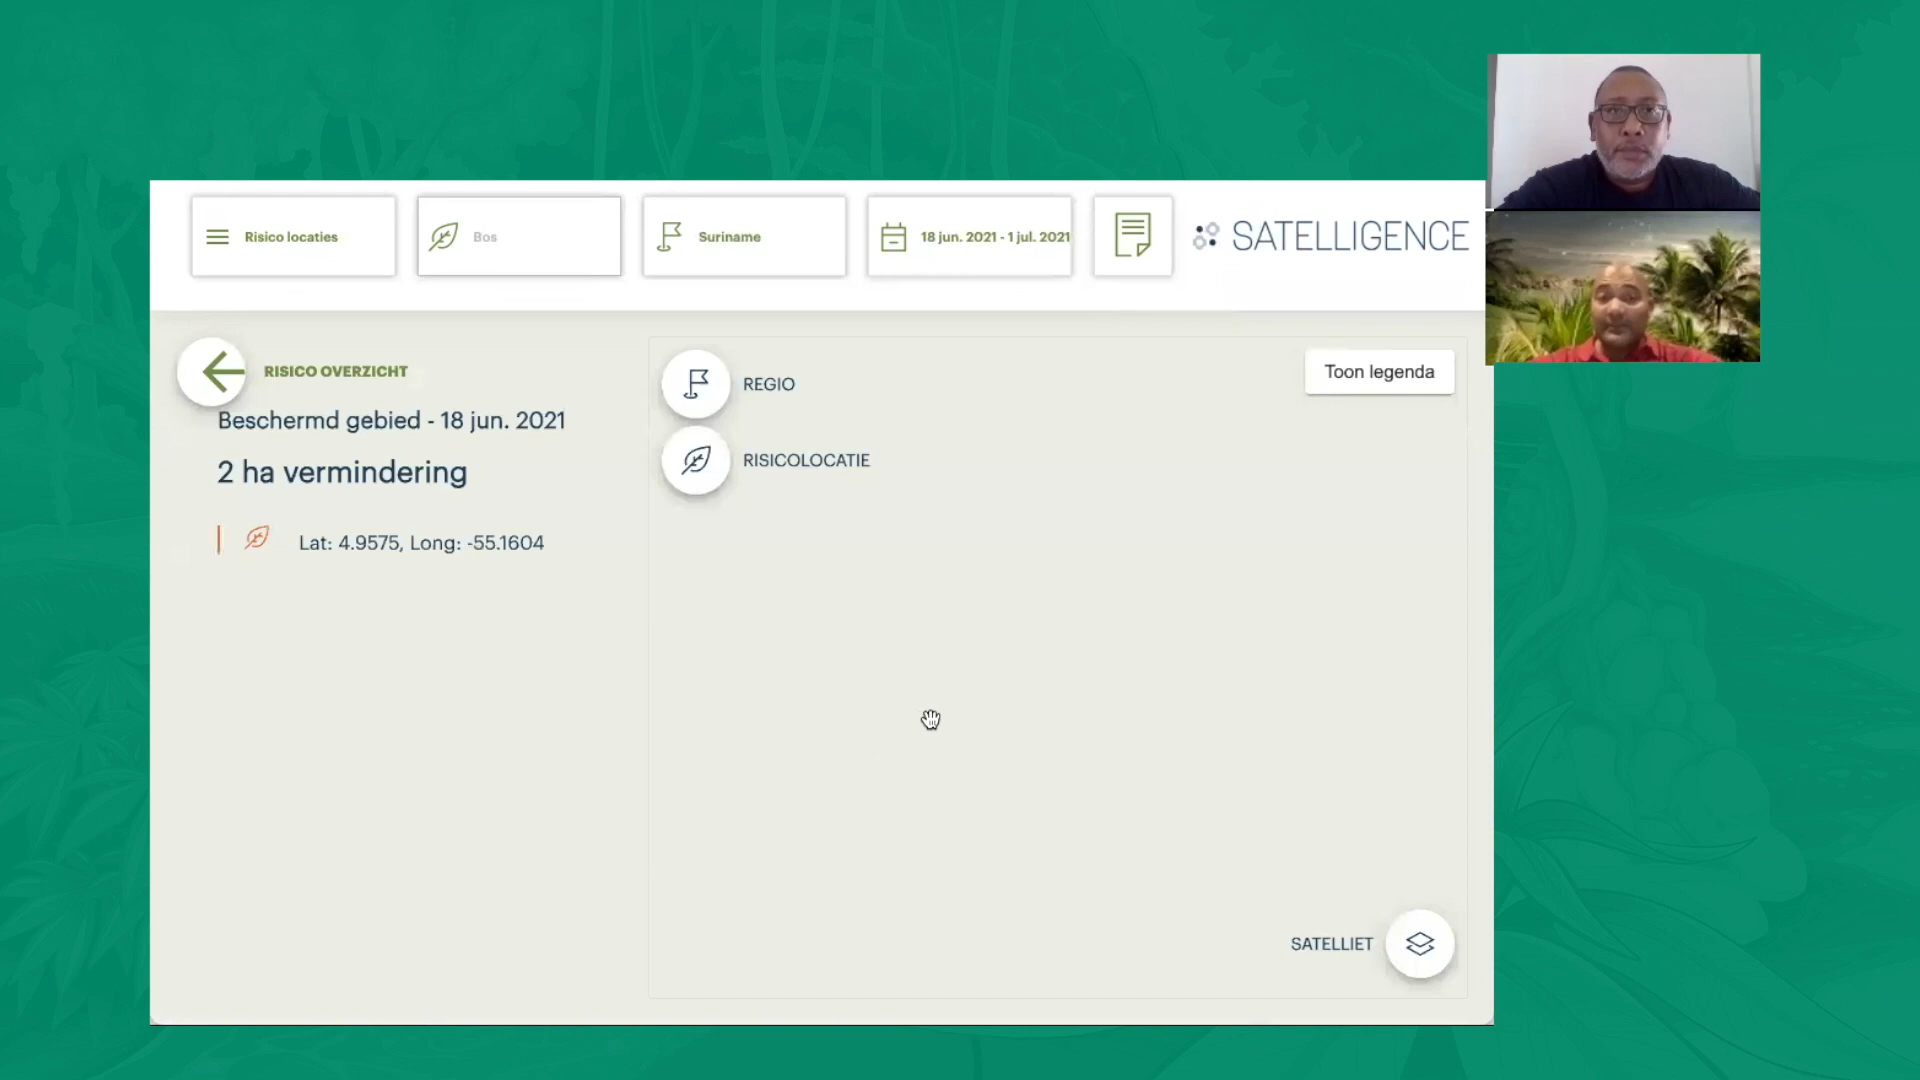 Risico locaties
Bos
Suriname
18 jun. 2021 - 1 jul. 2021
SATELLIGENCE
RISICO OVERZICHT
Beschermd gebied - 18 jun. 2021
2 ha vermindering
Lat: 4.9575, Long: -55.1604
REGIO
RISICOLOCATIE
Toon legenda
SATELLIET